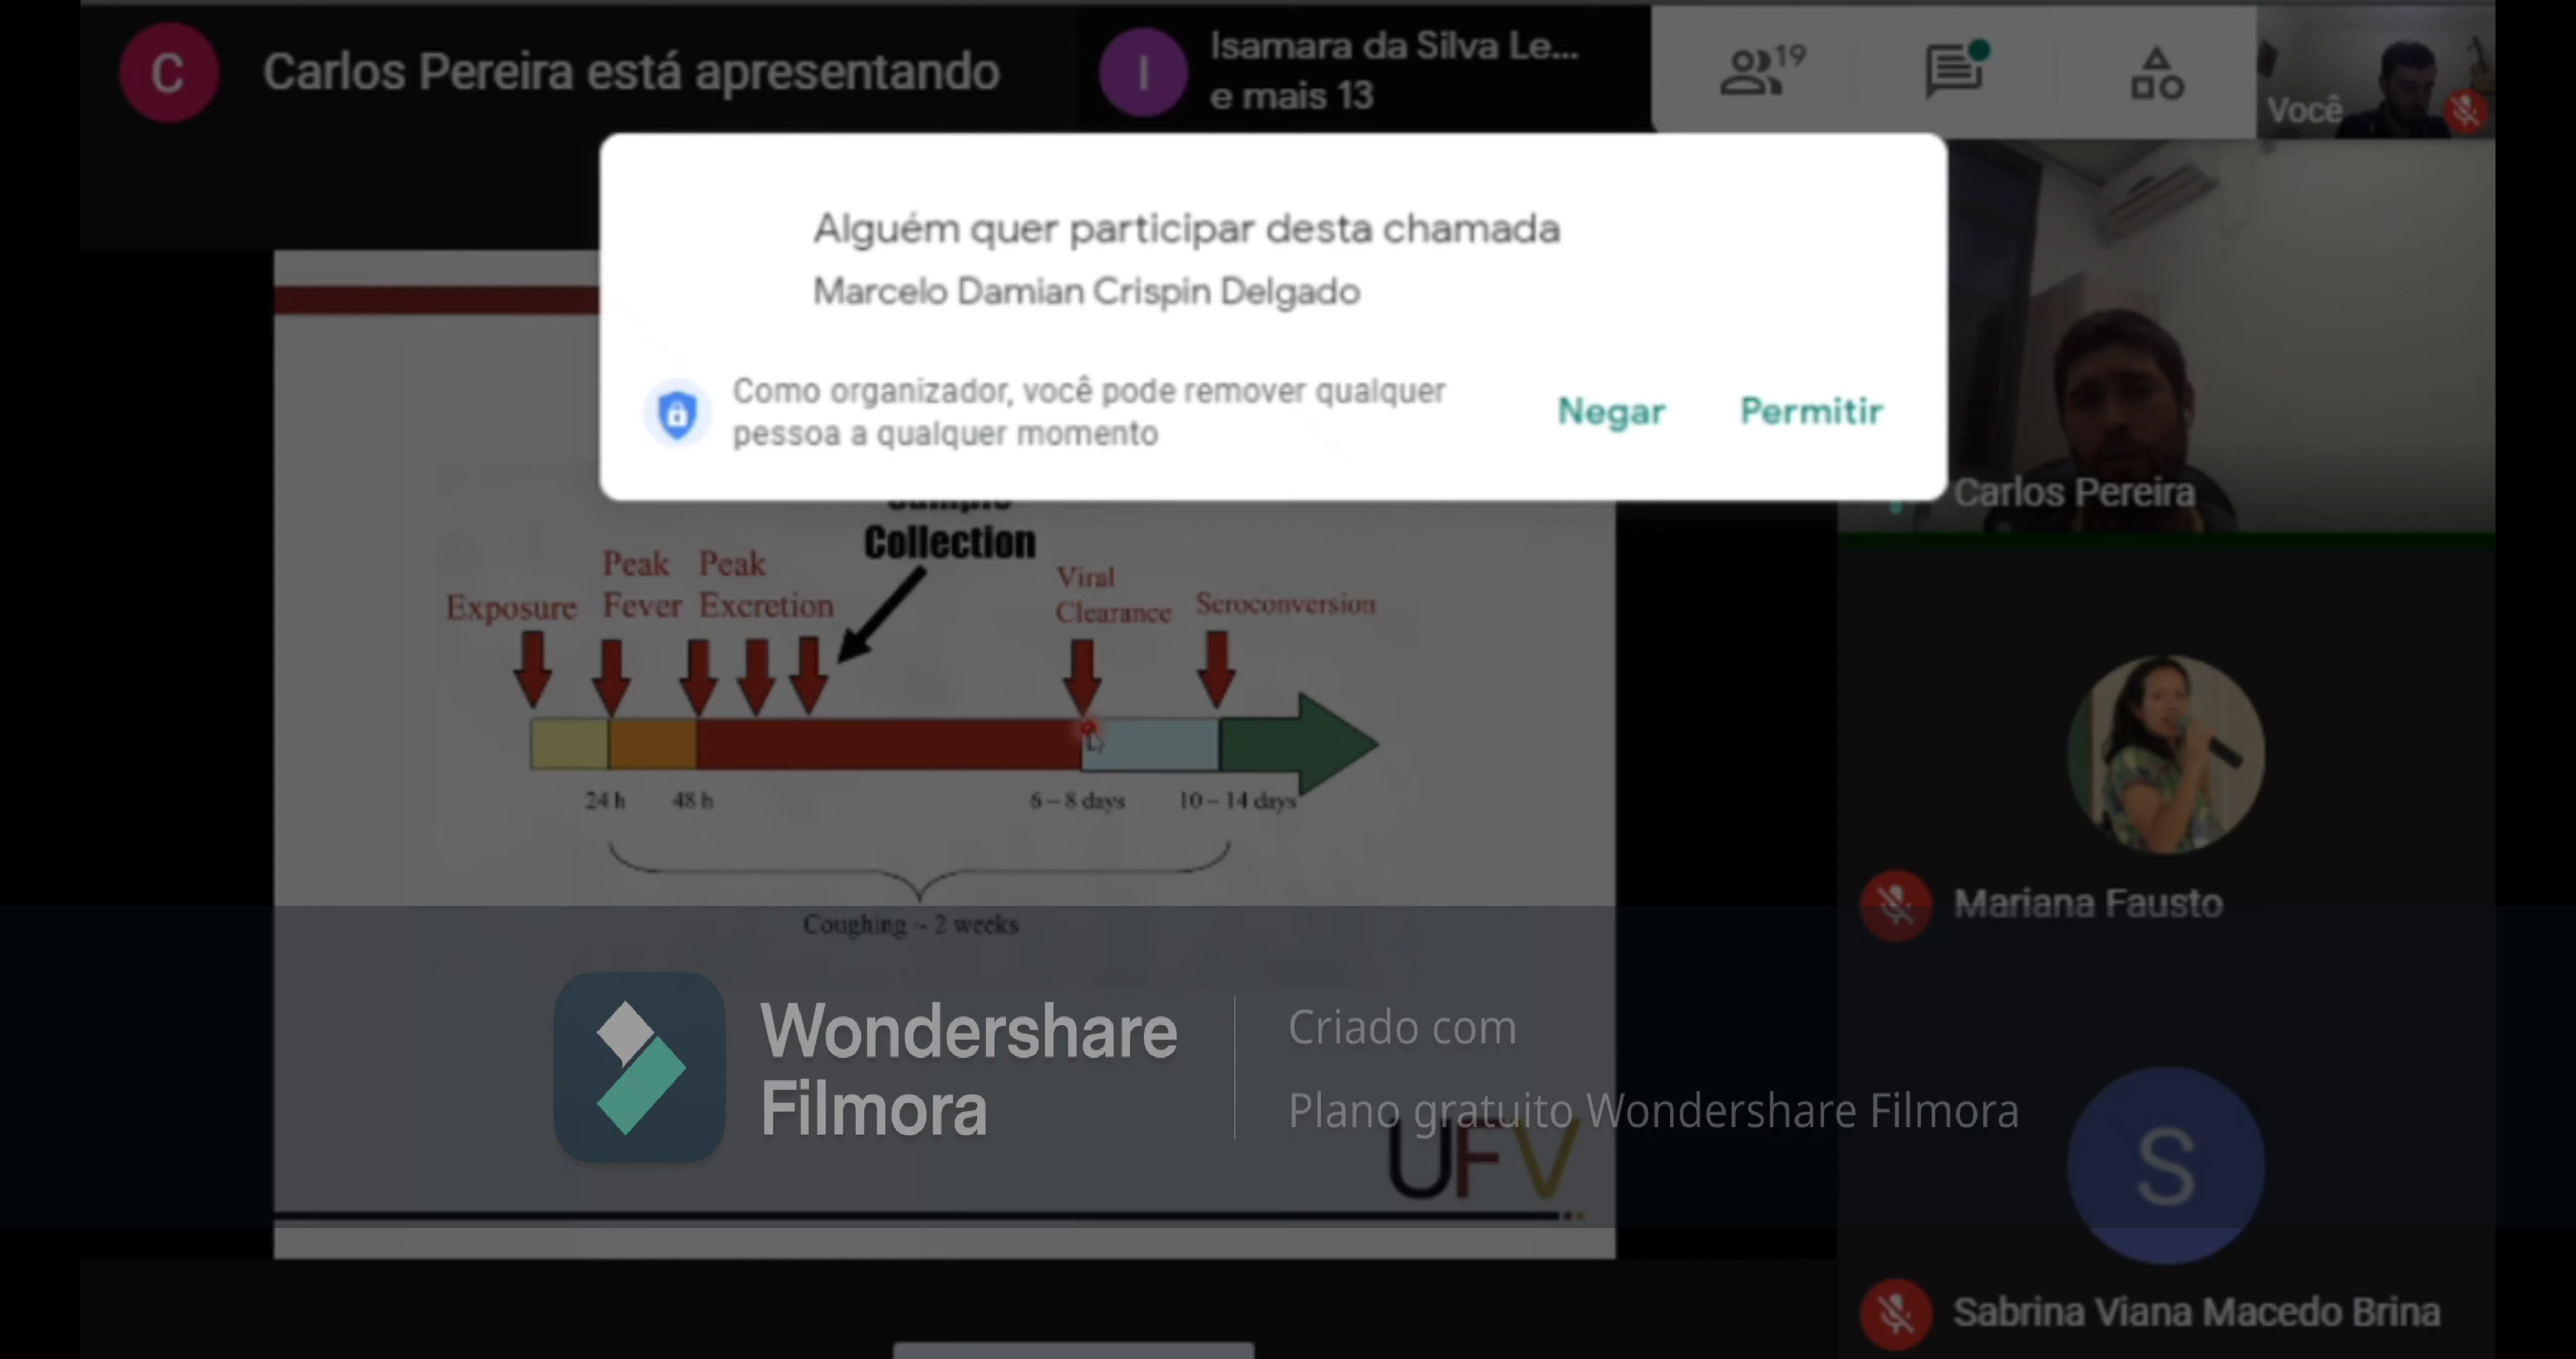 C
Carlos Pereira está apresentando
I
Isamara da Silva Le...
e mais 13
19
Você
Alguém quer participar desta chamada
Marcelo Damian Crispin Delgado
Como organizador, você pode remover qualquer
pessoa a qualquer momento
Negar
Permitir
Carlos Pereira
Collection
Exposure
Peak
Fever
Peak
Excretion
Viral
Clearance
Seroconversion
24 h
48 h
6 – 8 days
10 – 14 days
Coughing ~ 2 weeks
Mariana Fausto
Wondershare
Filmora
Criado com
Plano gratuito Wondershare Filmora
UFV
S
Sabrina Viana Macedo Brina